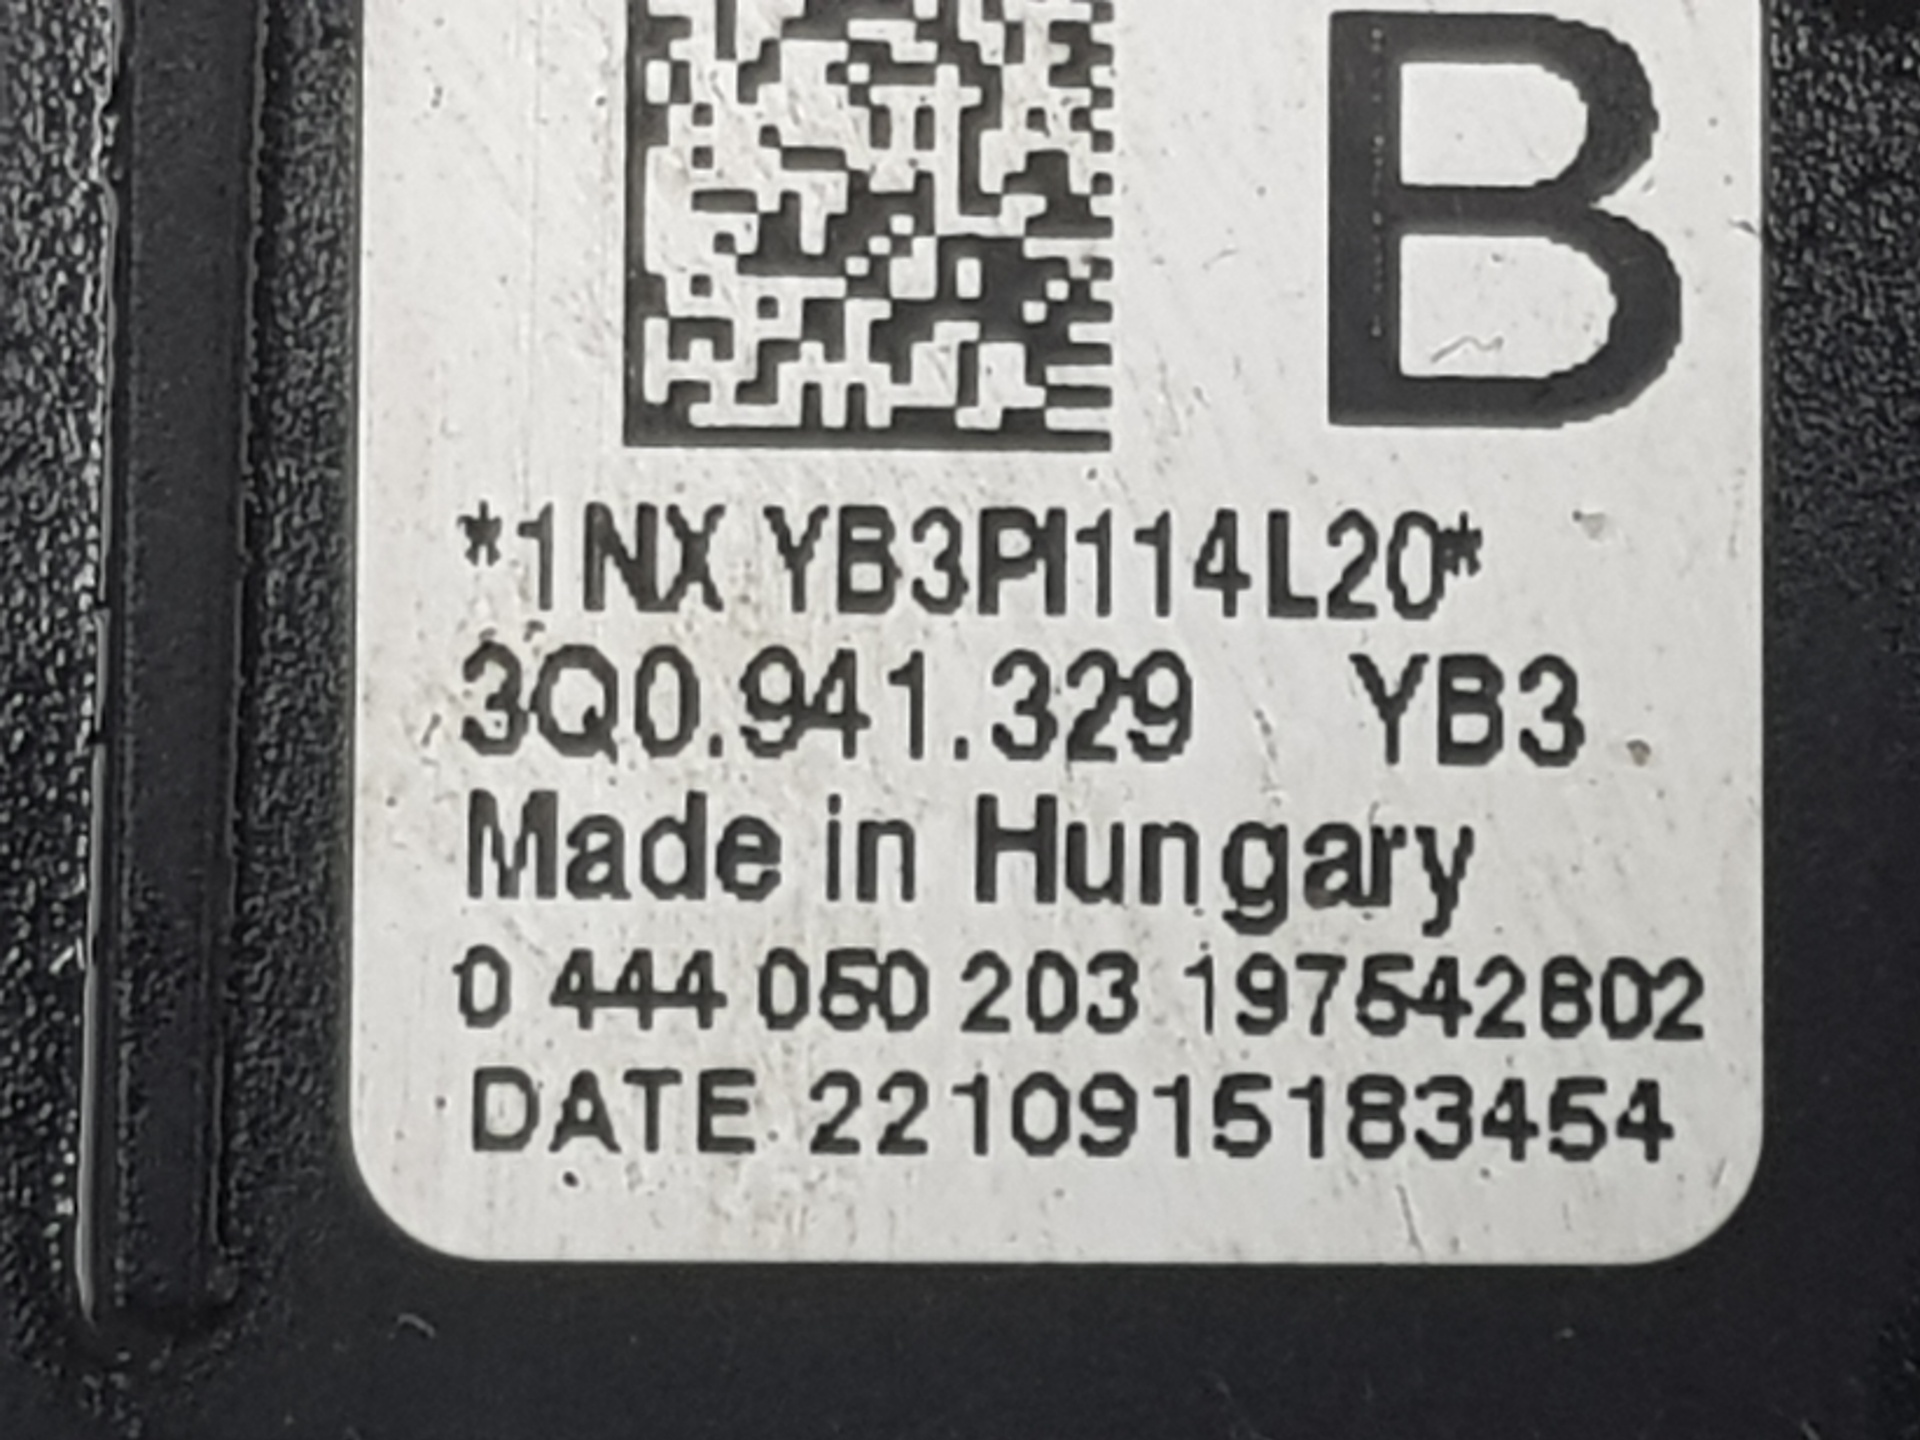 B
*1NX YB3PI114L20*
3Q0.941.329 YB3
Made in Hungary
0 444 050 203 197542802
DATE 2210915183454